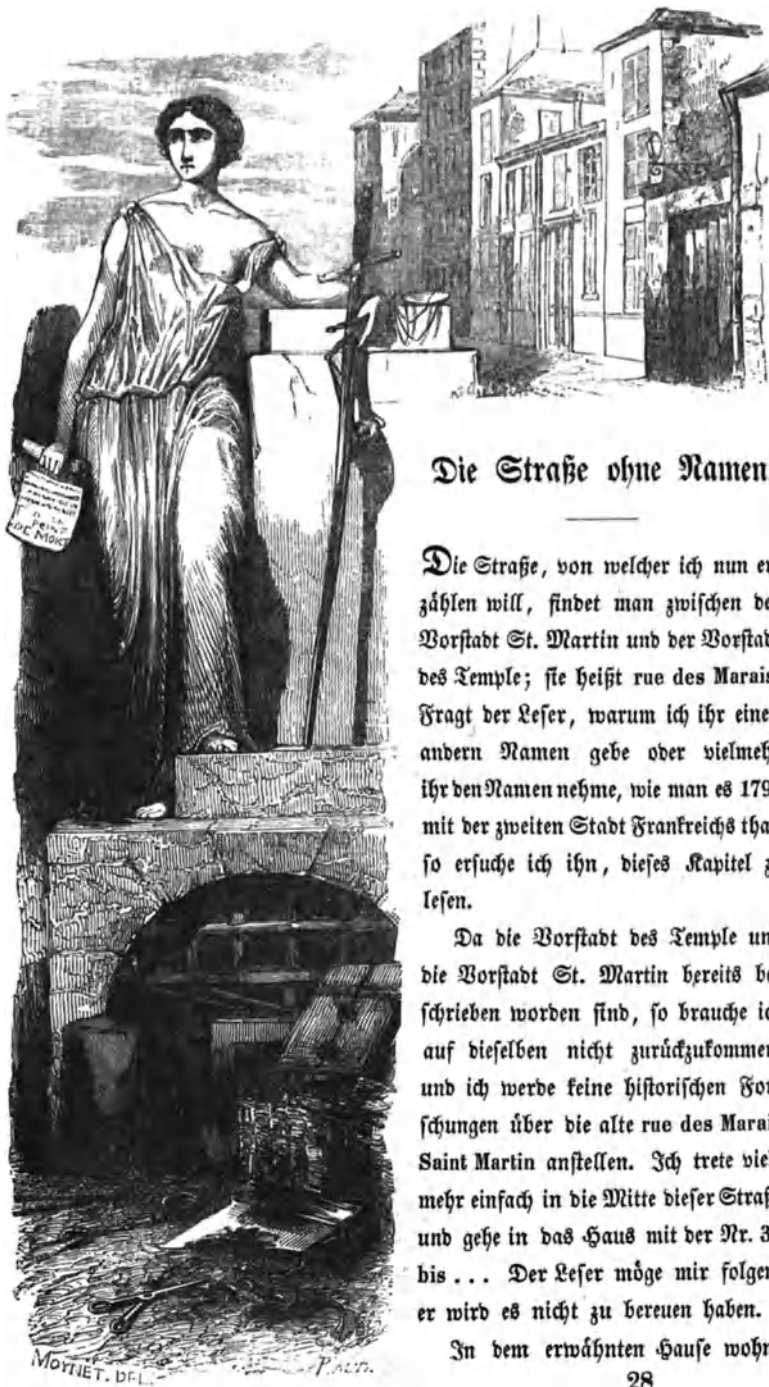 A LA
PEINE
DE MORT
Die Straße ohne Namen
Die Straße, von welcher ich nun er
zählen will, findet man zwischen de
Vorstadt St. Martin und der Vorstad
des Temple; sie heißt rue des Marais
Fragt der Leser, warum ich ihr eine
andern Namen gebe oder vielmeh
ihr den Namen nehme, wie man es 179
mit der zweiten Stadt Frankreichs tha
so ersuche ich ihn, dieses Kapitel z
lesen.
Da die Vorstadt des Temple un
die Vorstadt St. Martin bereits be
schrieben worden sind, so brauche ic
auf dieselben nicht zurückzukommen
und ich werde keine historischen For
schungen über die alte rue des Marai
Saint Martin anstellen. Ich trete viel
mehr einfach in die Mitte dieser Straß
und gehe in das Haus mit der Nr. 3
bis ... Der Leser möge mir folgen
er wird es nicht zu bereuen haben.
In dem erwähnten Hause wohn
MOYNET. DEL.
28